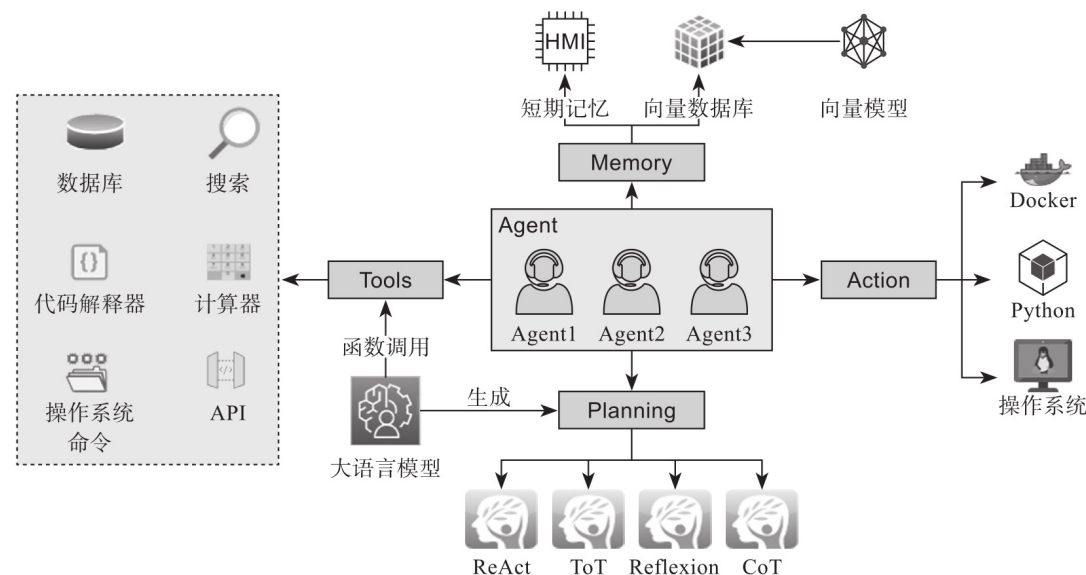 HMI
短期记忆
向量数据库
向量模型
Memory
数据库
搜索
代码解释器
计算器
操作系统
命令
API
Tools
函数调用
大语言模型
生成
Agent
Agent1
Agent2
Agent3
Action
Docker
Python
操作系统
Planning
ReAct
ToT
Reflexion
CoT